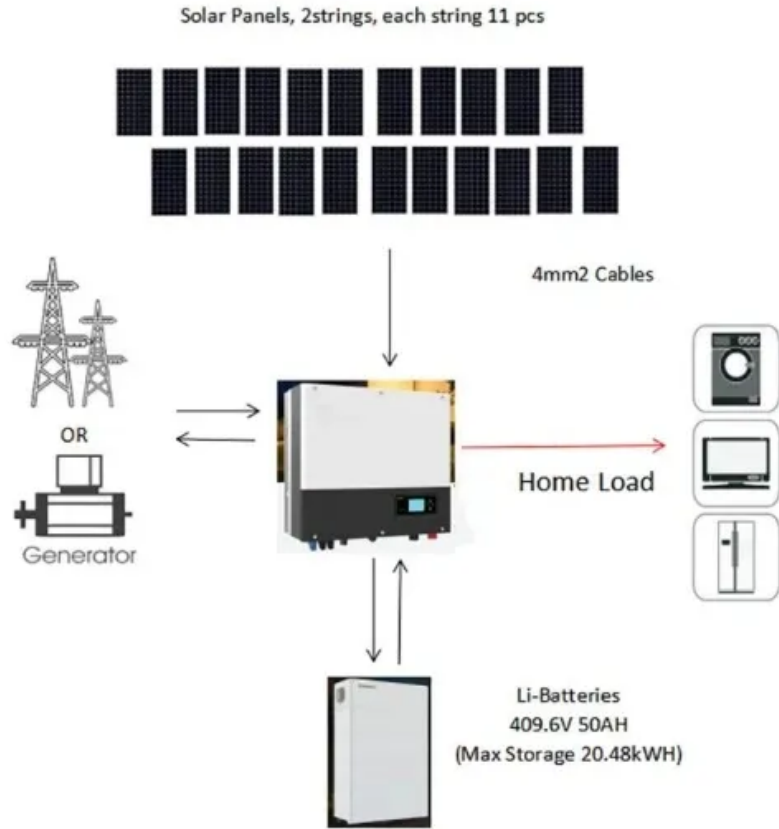 Solar Panels, 2strings, each string 11 pcs
4mm2 Cables
OR
Generator
Home Load
Li-Batteries
409.6V 50AH
(Max Storage 20.48kWH)